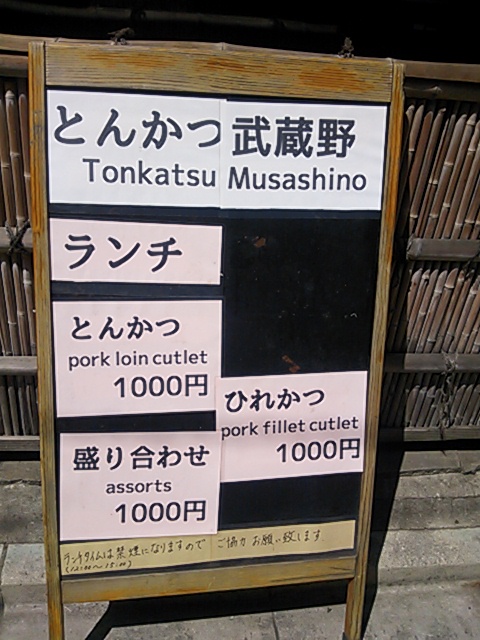 とんかつ 武蔵野
Tonkatsu Musashino
ランチ
とんかつ
pork loin cutlet
1000円
ひれかつ
pork fillet cutlet
1000円
盛り合わせ
assorts
1000円
ランチタイムは禁煙になりますので ご協力お願い致します